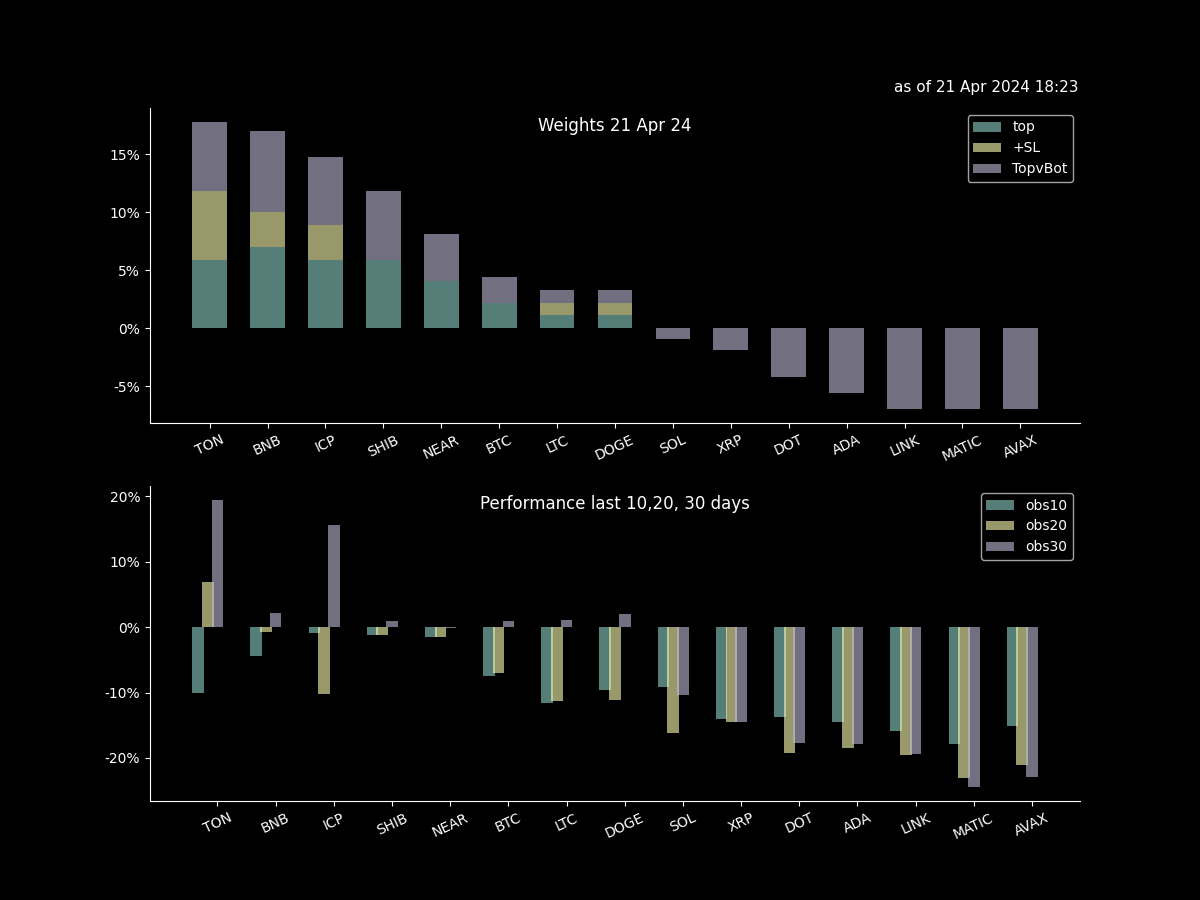 as of 21 Apr 2024 18:23
Weights 21 Apr 24
top
+SL
TopvBot
15%
10%
5%
0%
-5%
TON BNB ICP SHIB NEAR BTC LTC DOGE SOL XRP DOT ADA LINK MATIC AVAX
Performance last 10,20, 30 days
obs10
obs20
obs30
20%
10%
0%
-10%
-20%
TON BNB ICP SHIB NEAR BTC LTC DOGE SOL XRP DOT ADA LINK MATIC AVAX